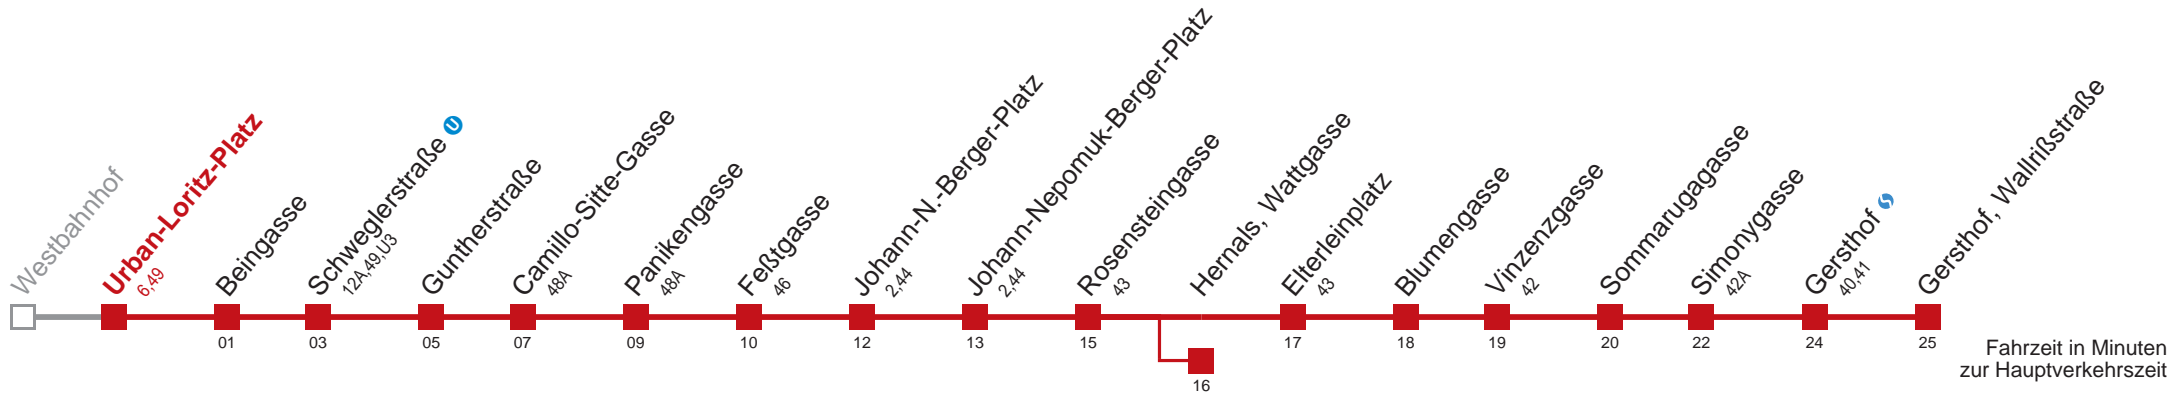 Westbahnhof
Urban-Loritz-Platz
6,49
Beingasse
01
Schweglerstraße U
12A,49,U3
03
Guntherstraße
05
Camillo-Sitte-Gasse
48A
07
Panikengasse
48A
09
Feßtgasse
46
10
Johann-N.-Berger-Platz
2,44
12
Johann-Nepomuk-Berger-Platz
2,44
13
Rosensteingasse
43
15
Hernals, Wattgasse
16
Elterleinplatz
43
17
Blumengasse
18
Vinzenzgasse
42
19
Sommarugagasse
20
Simonygasse
42A
22
Gersthof S
40,41
24
Gersthof, Wallrißstraße
25
Fahrzeit in Minuten
zur Hauptverkehrszeit